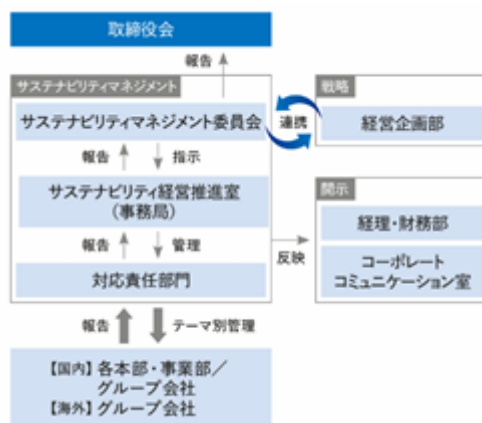 取締役会
報告
サステナビリティマネジメント
サステナビリティマネジメント委員会
報告
指示
サステナビリティ経営推進室
（事務局）
報告
管理
対応責任部門
報告
テーマ別管理
【国内】各本部・事業部／
グループ会社
【海外】グループ会社
連携
戦略
経営企画部
反映
開示
経理・財務部
コーポレート
コミュニケーション室